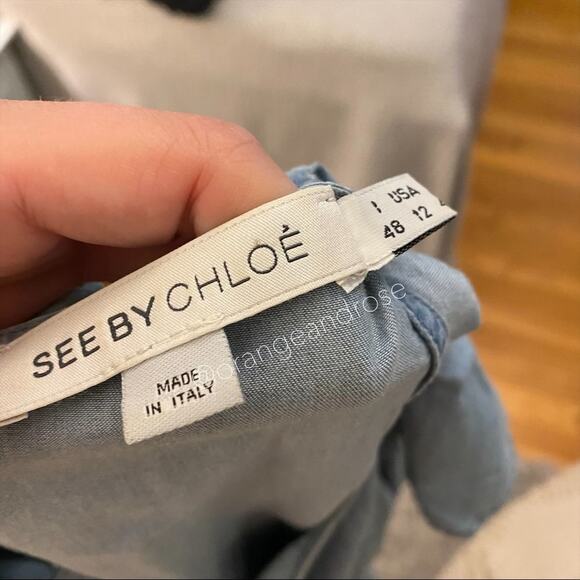 SEE BY CHLOÉ
I USA
48 12
MADE
IN ITALY
@orangeandrose